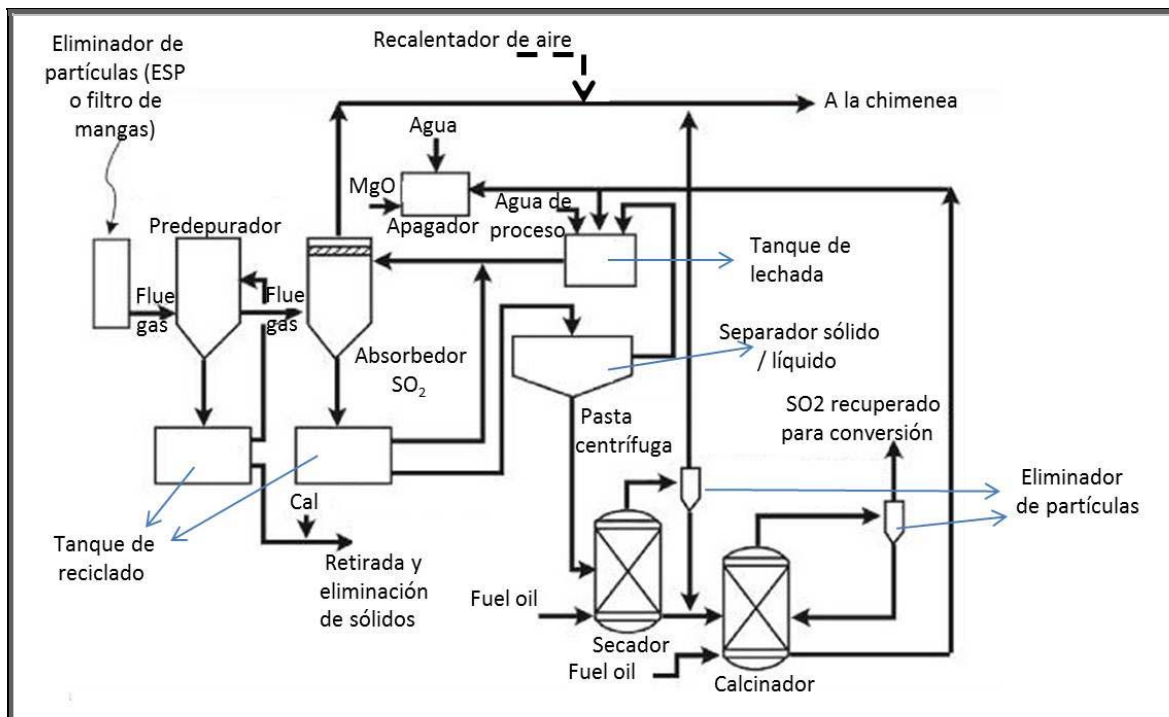 Recalentador de aire
Eliminador de
partículas (ESP
o filtro de
mangas)
A la chimenea
Agua
MgO
Apagador
Agua de
proceso
Predepurador
Tanque de
lechada
Flue
gas
Flue
gas
Absorbedor
SO2
Separador sólido
/ líquido
Pasta
centrífuga
SO2 recuperado
para conversión
Eliminador
de partículas
Cal
Tanque de
reciclado
Retirada y
eliminación
de sólidos
Fuel oil
Secador
Fuel oil
Calcinador